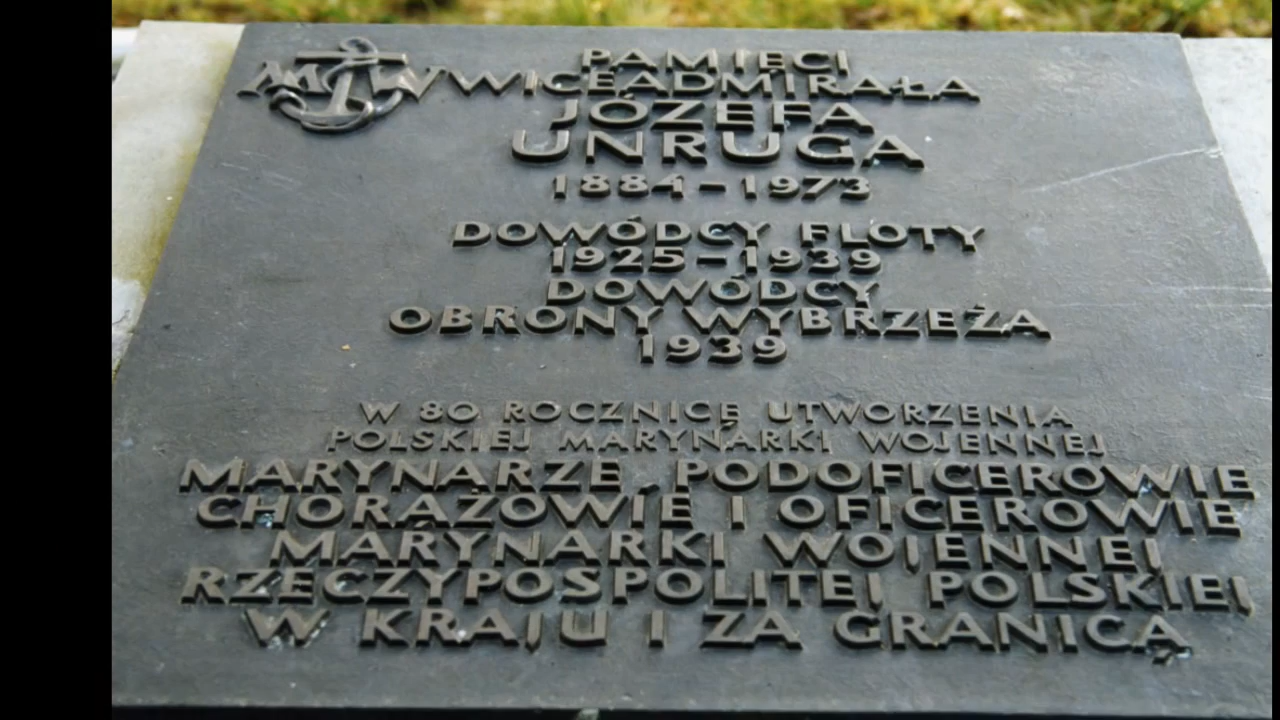 MW
PAMIĘCI
WICEADMIRAŁA
JÓZEFA
UNRUGA
1884-1973
DOWÓDCY FLOTY
1925-1939
DOWÓDCY
OBRONY WYBRZEŻA
1939
W 80 ROCZNICĘ UTWORZENIA
POLSKIEJ MARYNARKI WOJENNEJ
MARYNARZE PODOFICEROWIE
CHORĄŻOWIE I OFICEROWIE
MARYNARKI WOJENNEJ
RZECZYPOSPOLITEJ POLSKIEJ
W KRAJU I ZA GRANICĄ